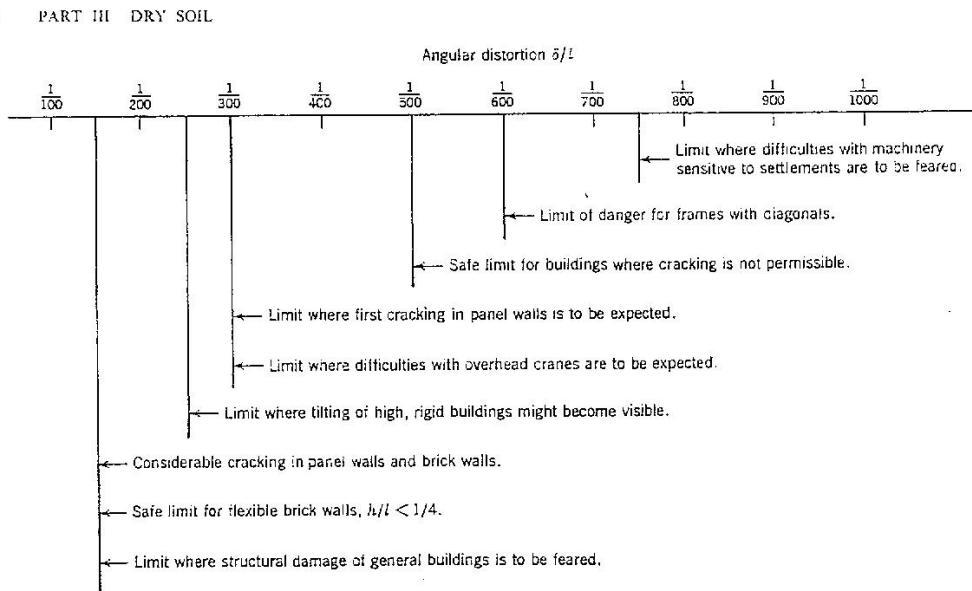 PART III DRY SOIL
Angular distortion δ/l
1/100 1/200 1/300 1/400 1/500 1/600 1/700 1/800 1/900 1/1000
Limit where difficulties with machinery
sensitive to settlements are to be feared.
Limit of danger for frames with diagonals.
Safe limit for buildings where cracking is not permissible.
Limit where first cracking in panel walls is to be expected.
Limit where difficulties with overhead cranes are to be expected.
Limit where tilting of high, rigid buildings might become visible.
Considerable cracking in panel walls and brick walls.
Safe limit for flexible brick walls, h/l < 1/4.
Limit where structural damage of general buildings is to be feared.